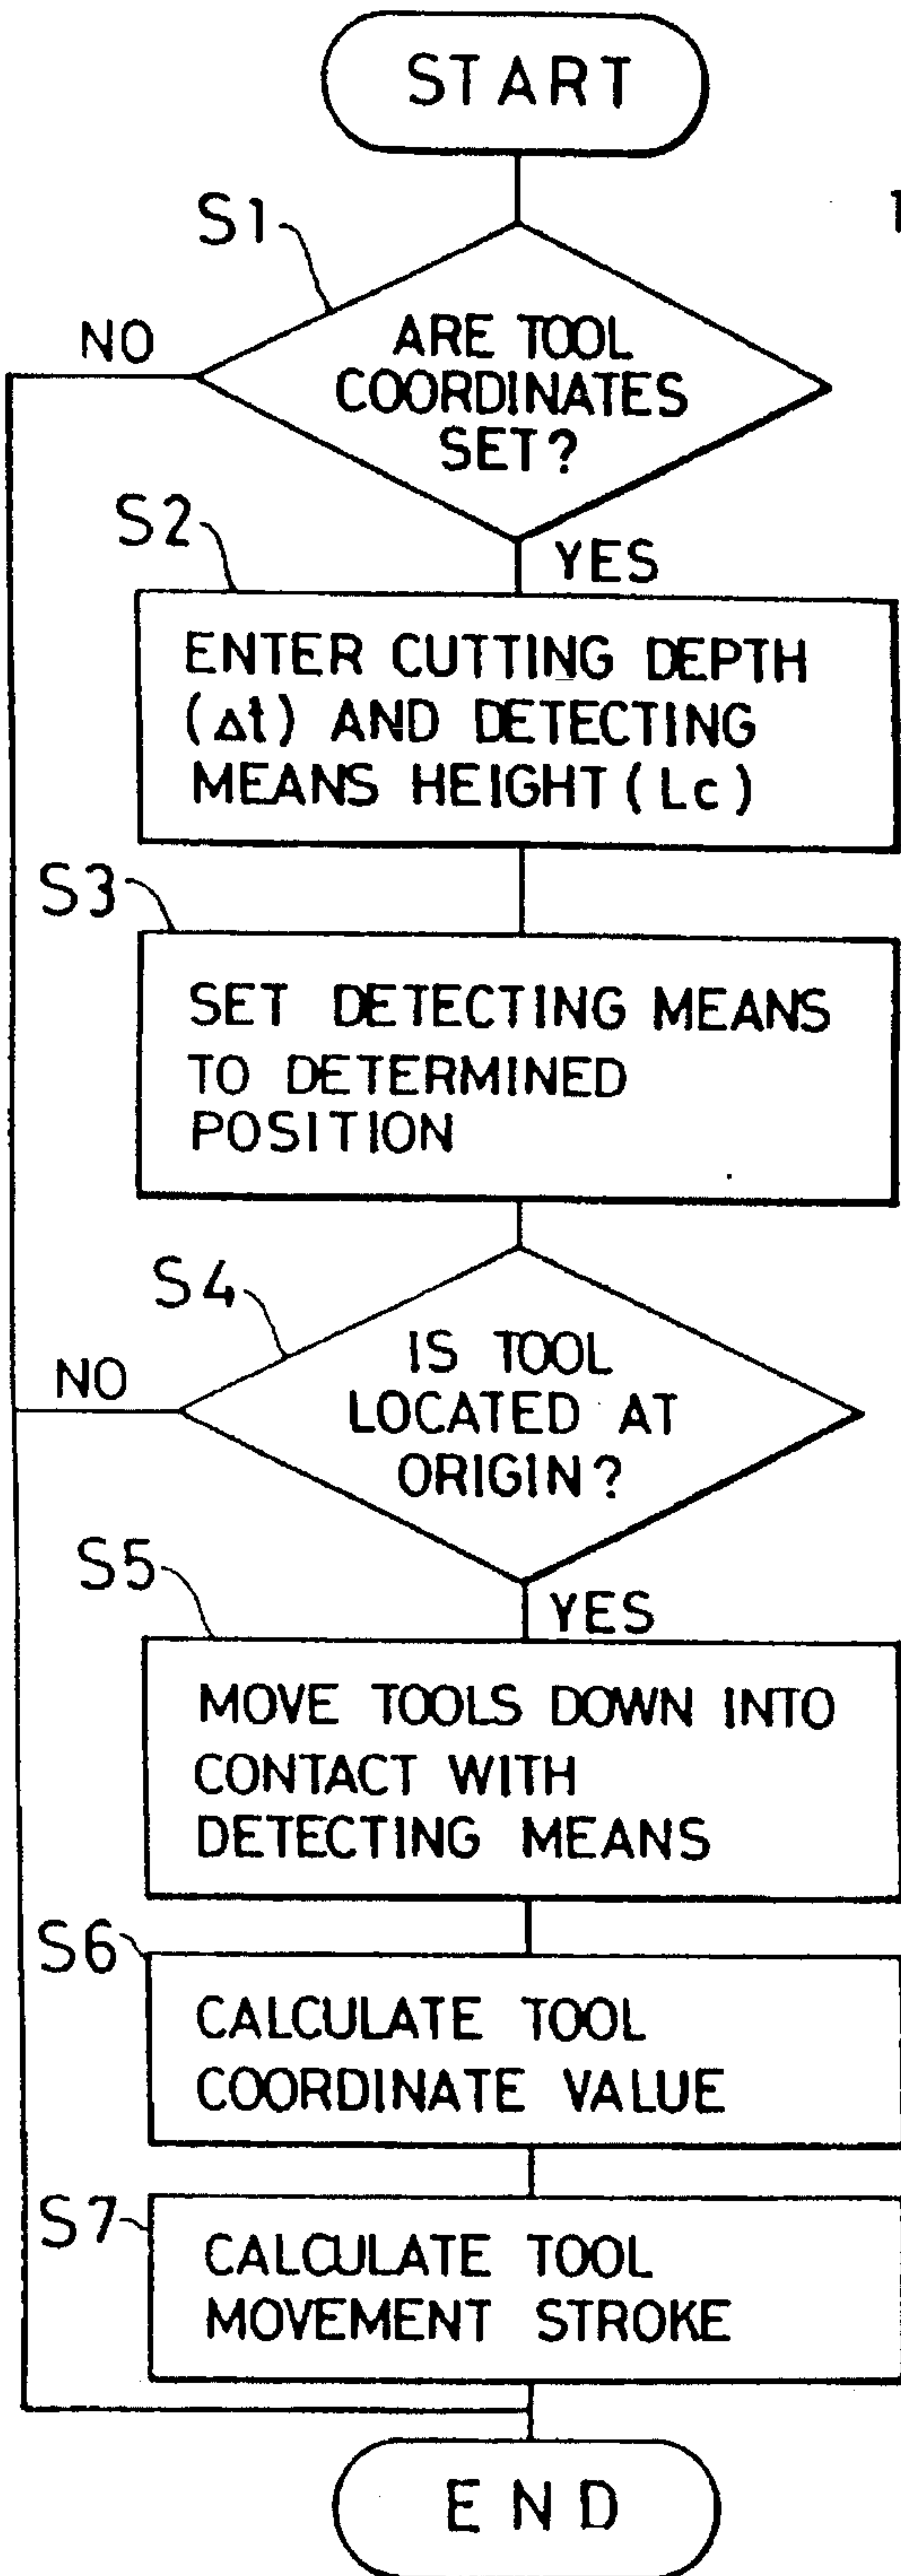 START
S1
ARE TOOL
COORDINATES
SET?
NO
S2
YES
ENTER CUTTING DEPTH
(Δt) AND DETECTING
MEANS HEIGHT (Lc)
S3
SET DETECTING MEANS
TO DETERMINED
POSITION
S4
IS TOOL
LOCATED AT
ORIGIN?
NO
S5
YES
MOVE TOOLS DOWN INTO
CONTACT WITH
DETECTING MEANS
S6
CALCULATE TOOL
COORDINATE VALUE
S7
CALCULATE TOOL
MOVEMENT STROKE
END